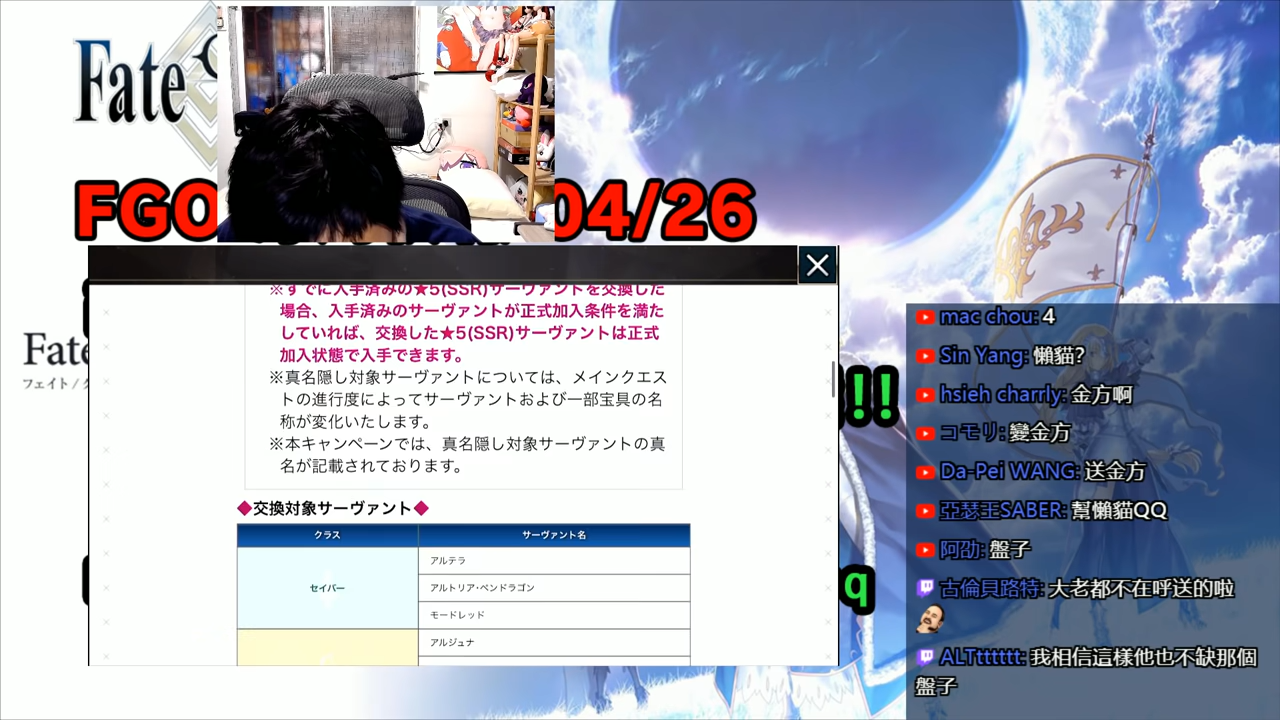 Fate
FGO
04/26
※すでに入手済みの★5(SSR)サーヴァントを交換した
場合、入手済みのサーヴァントが正式加入条件を満た
していれば、交換した★5(SSR)サーヴァントは正式
加入状態で入手できます。
※真名隠し対象サーヴァントについては、メインクエス
トの進行度によってサーヴァントおよび一部宝具の名
称が変化いたします。
※本キャンペーンでは、真名隠し対象サーヴァントの真
名が記載されております。
◆交換対象サーヴァント◆
クラス サーヴァント名
セイバー
アルテラ
アルトリア・ペンドラゴン
モードレッド
アルジュナ
Fate
フェイト/
!!
q
mac chou: 4
Sin Yang: 懶貓?
hsieh charrly: 金方啊
コモリ: 變金方
Da-Pei WANG: 送金方
亞瑟王SABER: 幫懶貓QQ
阿劭: 盤子
古倫貝路特: 大老都不在呼送的啦
ALTtttttt: 我相信這樣他也不缺那個
盤子